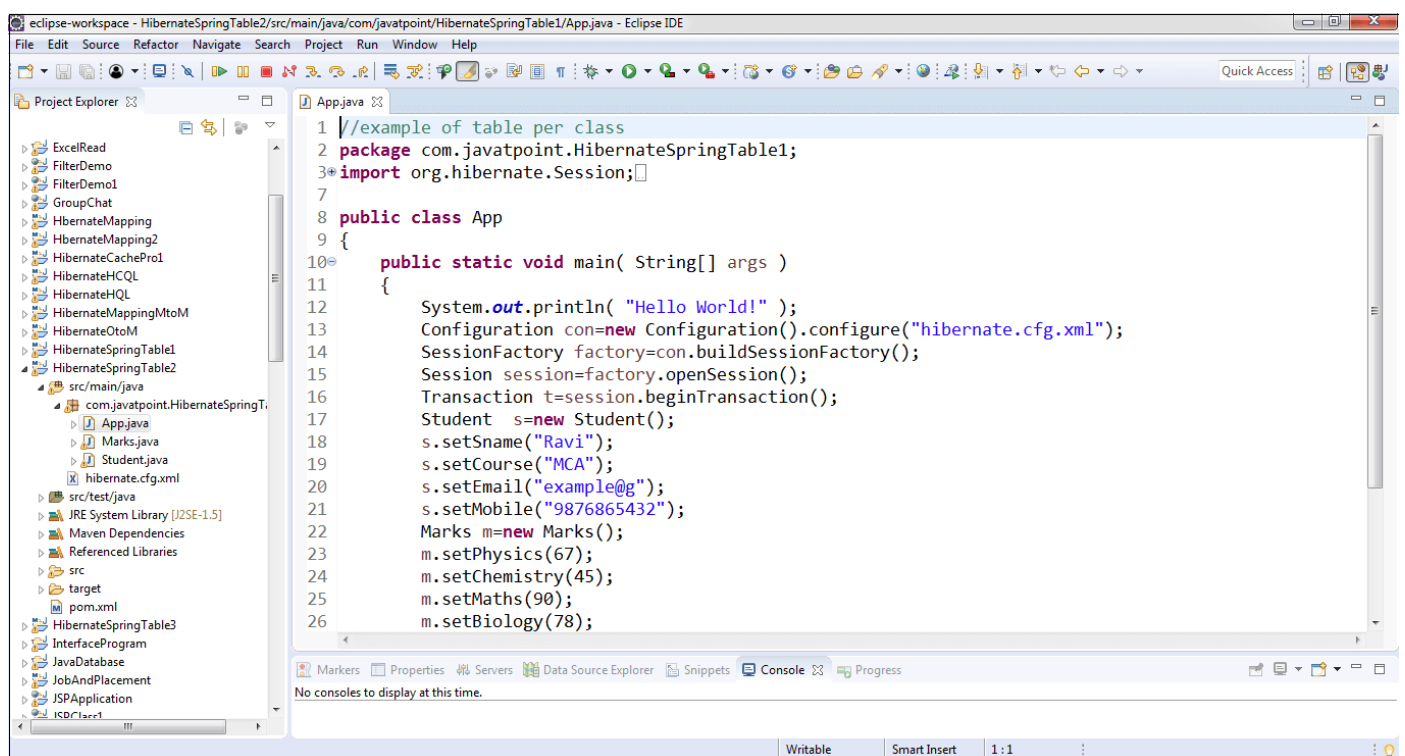 eclipse-workspace - HibernateSpringTable2/src/main/java/com/javatpoint/HibernateSpringTable1/App.java - Eclipse IDE
File Edit Source Refactor Navigate Search Project Run Window Help
Quick Access
Project Explorer
ExcelRead
FilterDemo
FilterDemo1
GroupChat
HbernateMapping
HbernateMapping2
HibernateCachePro1
HibernateHCQL
HibernateHQL
HibernateMappingMtoM
HibernateOtoM
HibernateSpringTable1
HibernateSpringTable2
src/main/java
com.javatpoint.HibernateSpringTa
App.java
Marks.java
Student.java
hibernate.cfg.xml
src/test/java
JRE System Library [J2SE-1.5]
Maven Dependencies
Referenced Libraries
src
target
pom.xml
HibernateSpringTable3
InterfaceProgram
JavaDatabase
JobAndPlacement
JSPApplication
JSPClass1
App.java
1 //example of table per class
2 package com.javatpoint.HibernateSpringTable1;
3 import org.hibernate.Session;
7
8 public class App
9 {
10 public static void main( String[] args )
11 {
12 System.out.println( "Hello World!" );
13 Configuration con=new Configuration().configure("hibernate.cfg.xml");
14 SessionFactory factory=con.buildSessionFactory();
15 Session session=factory.openSession();
16 Transaction t=session.beginTransaction();
17 Student  s=new Student();
18 s.setSname("Ravi");
19 s.setCourse("MCA");
20 s.setEmail("example@g");
21 s.setMobile("9876865432");
22 Marks m=new Marks();
23 m.setPhysics(67);
24 m.setChemistry(45);
25 m.setMaths(90);
26 m.setBiology(78);
Markers Properties Servers Data Source Explorer Snippets Console Progress
No consoles to display at this time.
Writable Smart Insert 1 : 1